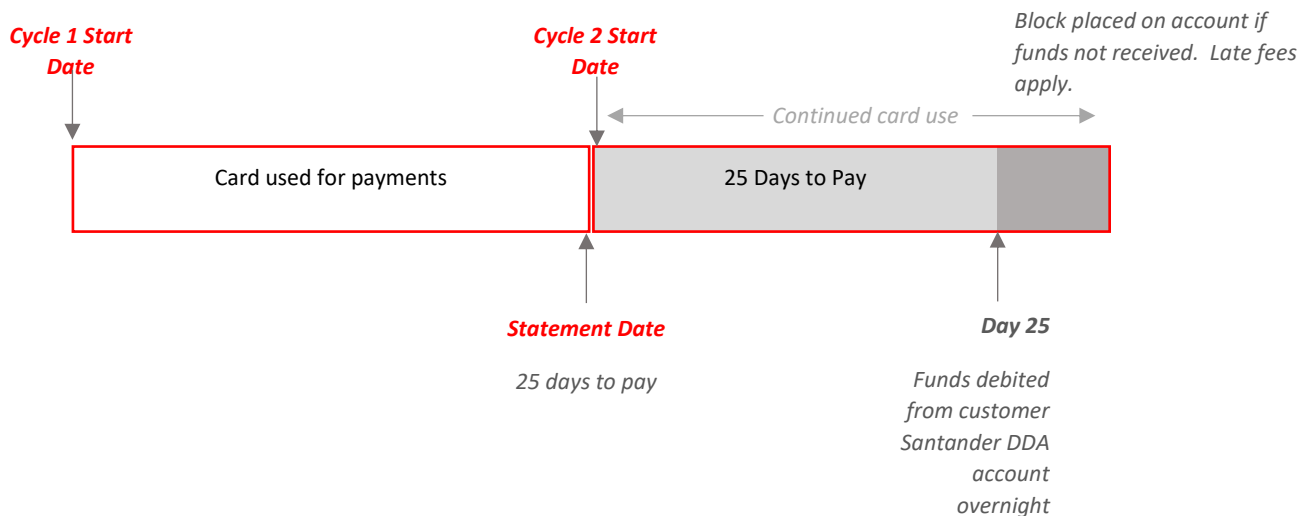 Block placed on account if
funds not received.  Late fees
apply.
Cycle 1 Start
Date
Cycle 2 Start
Date
Continued card use
Card used for payments
25 Days to Pay
Statement Date
25 days to pay
Day 25
Funds debited
from customer
Santander DDA
account
overnight